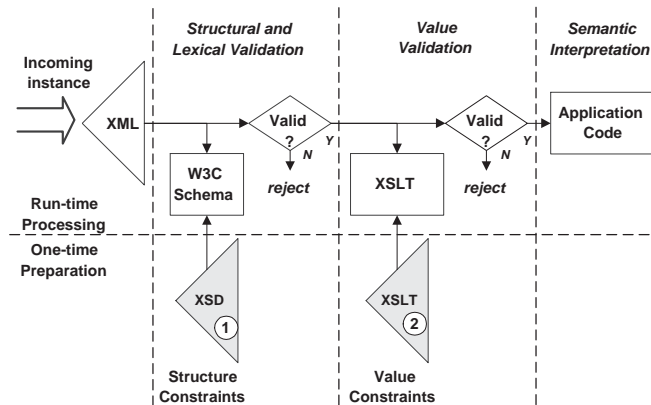 Structural and
Lexical Validation
Value
Validation
Semantic
Interpretation
Incoming
instance
XML
Valid
?
Y
N
reject
Valid
?
Y
N
reject
Application
Code
W3C
Schema
XSLT
Run-time
Processing
One-time
Preparation
XSD
1
XSLT
2
Structure
Constraints
Value
Constraints